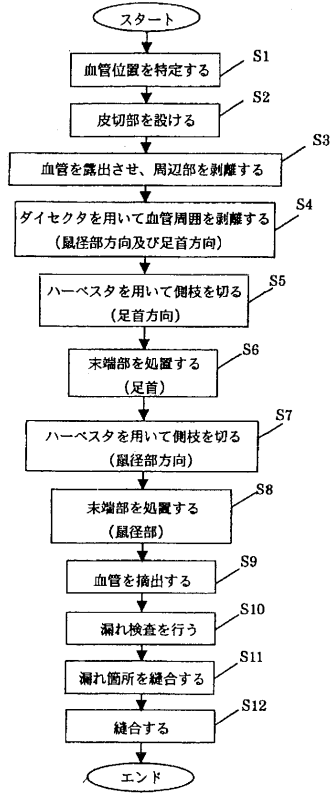 スタート
S1
血管位置を特定する
S2
皮切部を設ける
S3
血管を露出させ、周辺部を剥離する
S4
ダイセクタを用いて血管周囲を剥離する
(鼠径部方向及び足首方向)
S5
ハーベスタを用いて側枝を切る
(足首方向)
S6
末端部を処置する
(足首)
S7
ハーベスタを用いて側枝を切る
(鼠径部方向)
S8
末端部を処置する
(鼠径部)
S9
血管を摘出する
S10
漏れ検査を行う
S11
漏れ箇所を縫合する
S12
縫合する
エンド